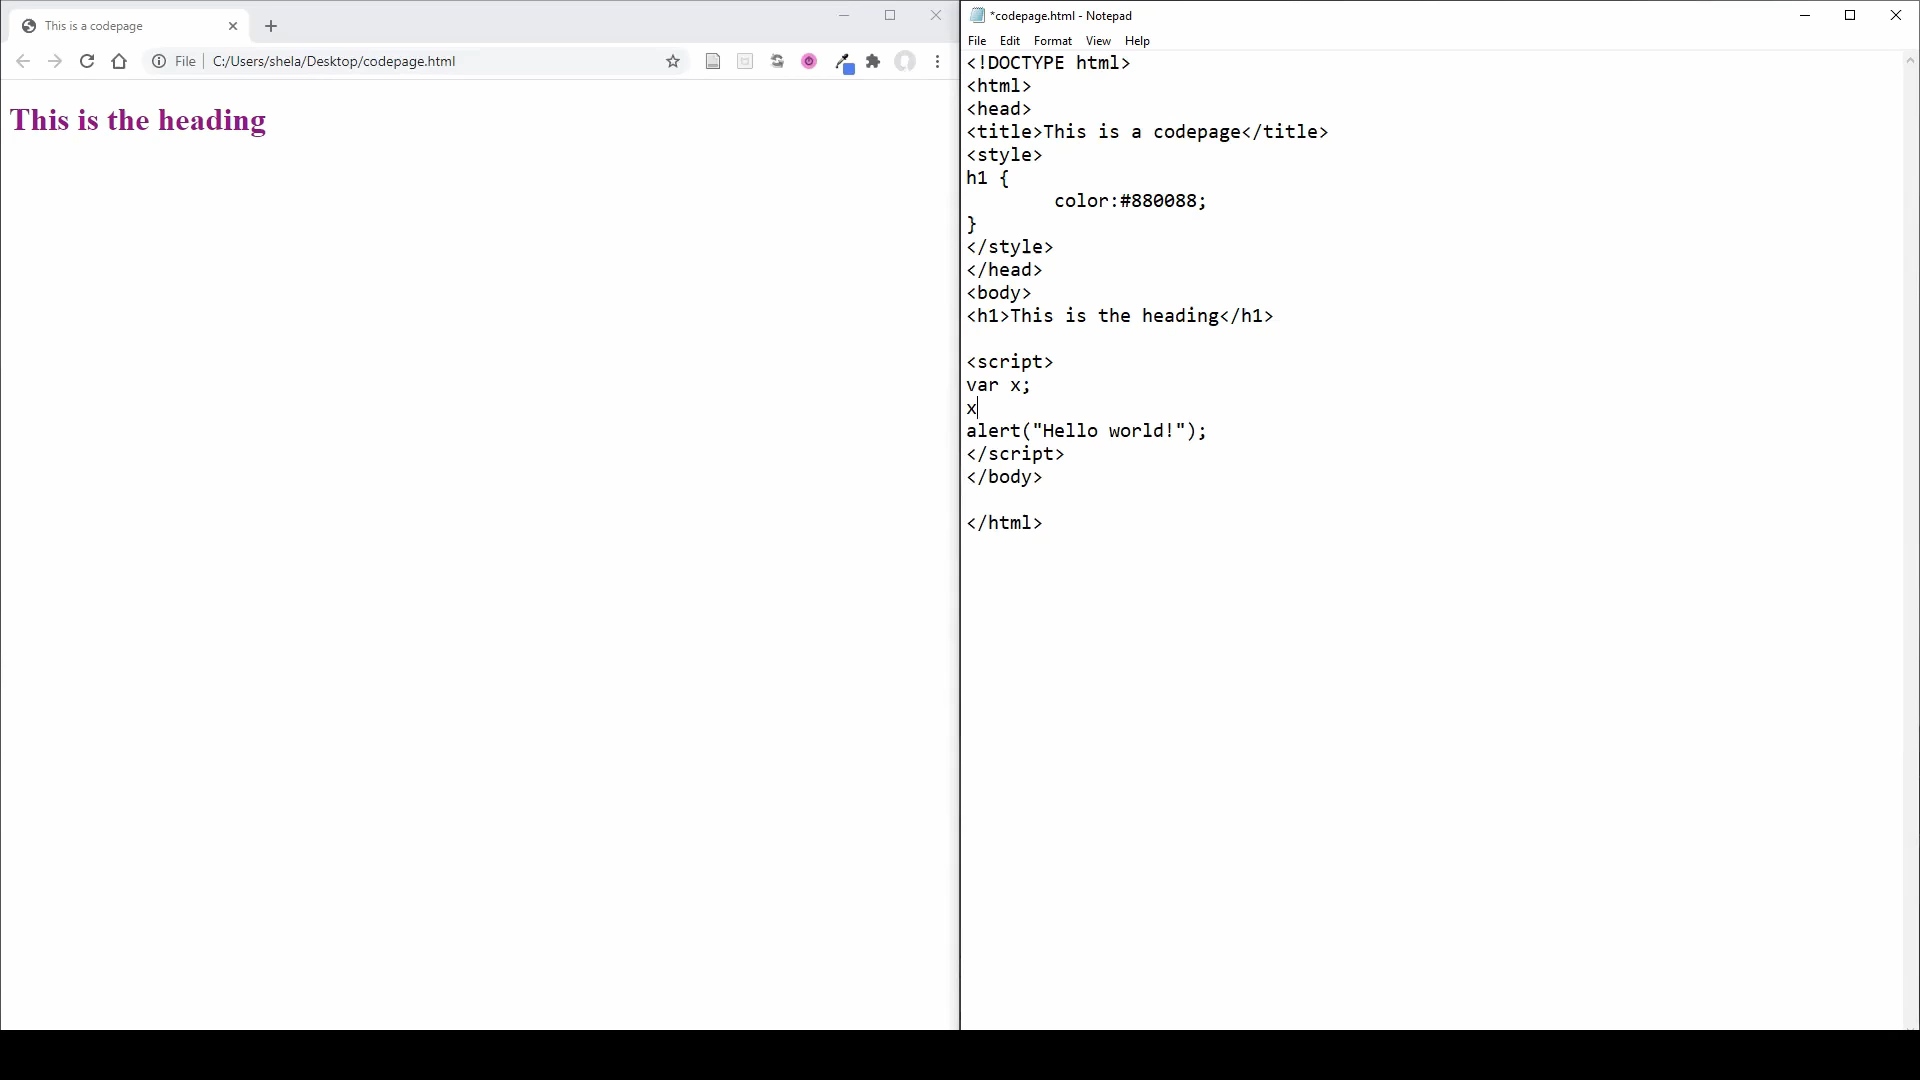 This is a codepage
File
C:/Users/shela/Desktop/codepage.html
This is the heading
*codepage.html - Notepad
File Edit Format View Help
<!DOCTYPE html>
<html>
<head>
<title>This is a codepage</title>
<style>
h1 {
color:#880088;
}
</style>
</head>
<body>
<h1>This is the heading</h1>
<script>
var x;
x
alert("Hello world!");
</script>
</body>
</html>